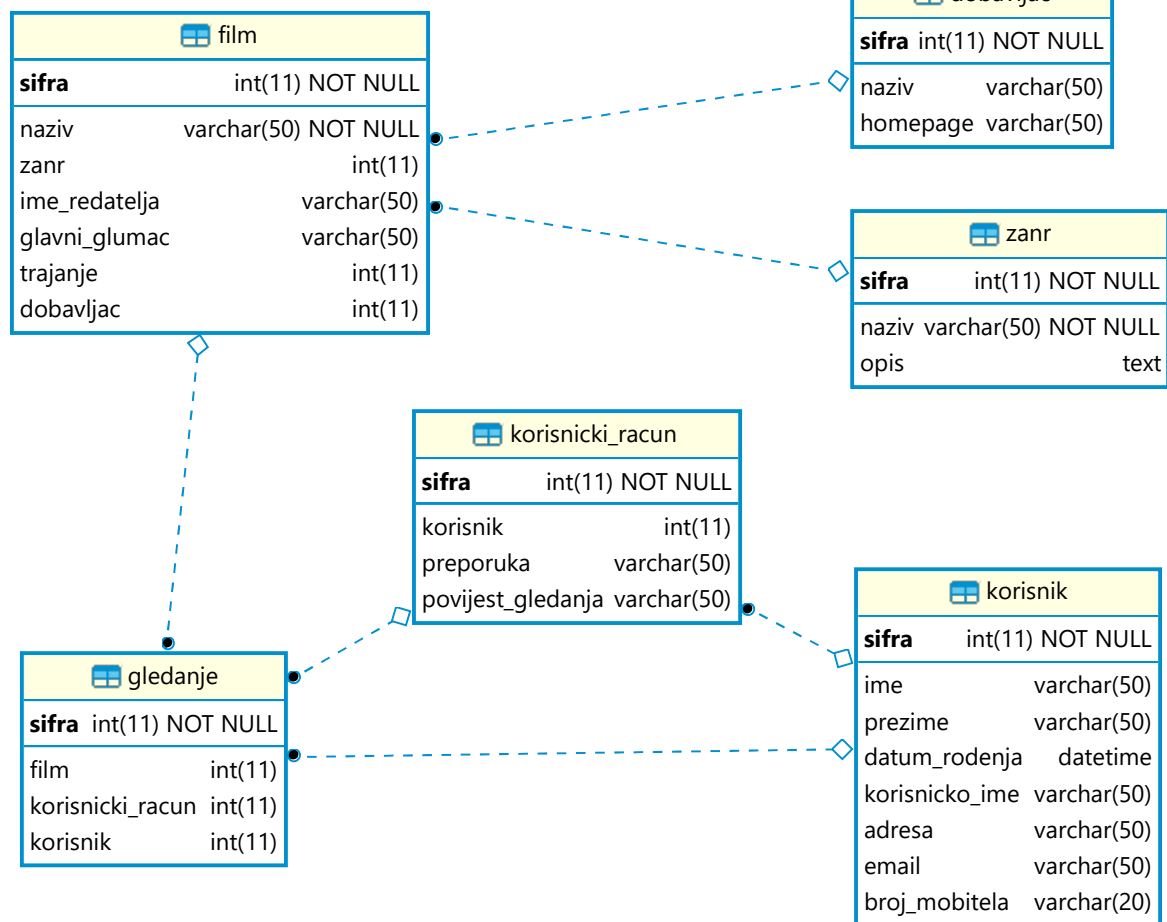 film
sifra int(11) NOT NULL
naziv varchar(50) NOT NULL
zanr int(11)
ime_redatelja varchar(50)
glavni_glumac varchar(50)
trajanje int(11)
dobavljac int(11)
dobavljac
sifra int(11) NOT NULL
naziv varchar(50)
homepage varchar(50)
zanr
sifra int(11) NOT NULL
naziv varchar(50) NOT NULL
opis text
korisnicki_racun
sifra int(11) NOT NULL
korisnik int(11)
preporuka varchar(50)
povijest_gledanja varchar(50)
gledanje
sifra int(11) NOT NULL
film int(11)
korisnicki_racun int(11)
korisnik int(11)
korisnik
sifra int(11) NOT NULL
ime varchar(50)
prezime varchar(50)
datum_rodenja datetime
korisnicko_ime varchar(50)
adresa varchar(50)
email varchar(50)
broj_mobitela varchar(20)